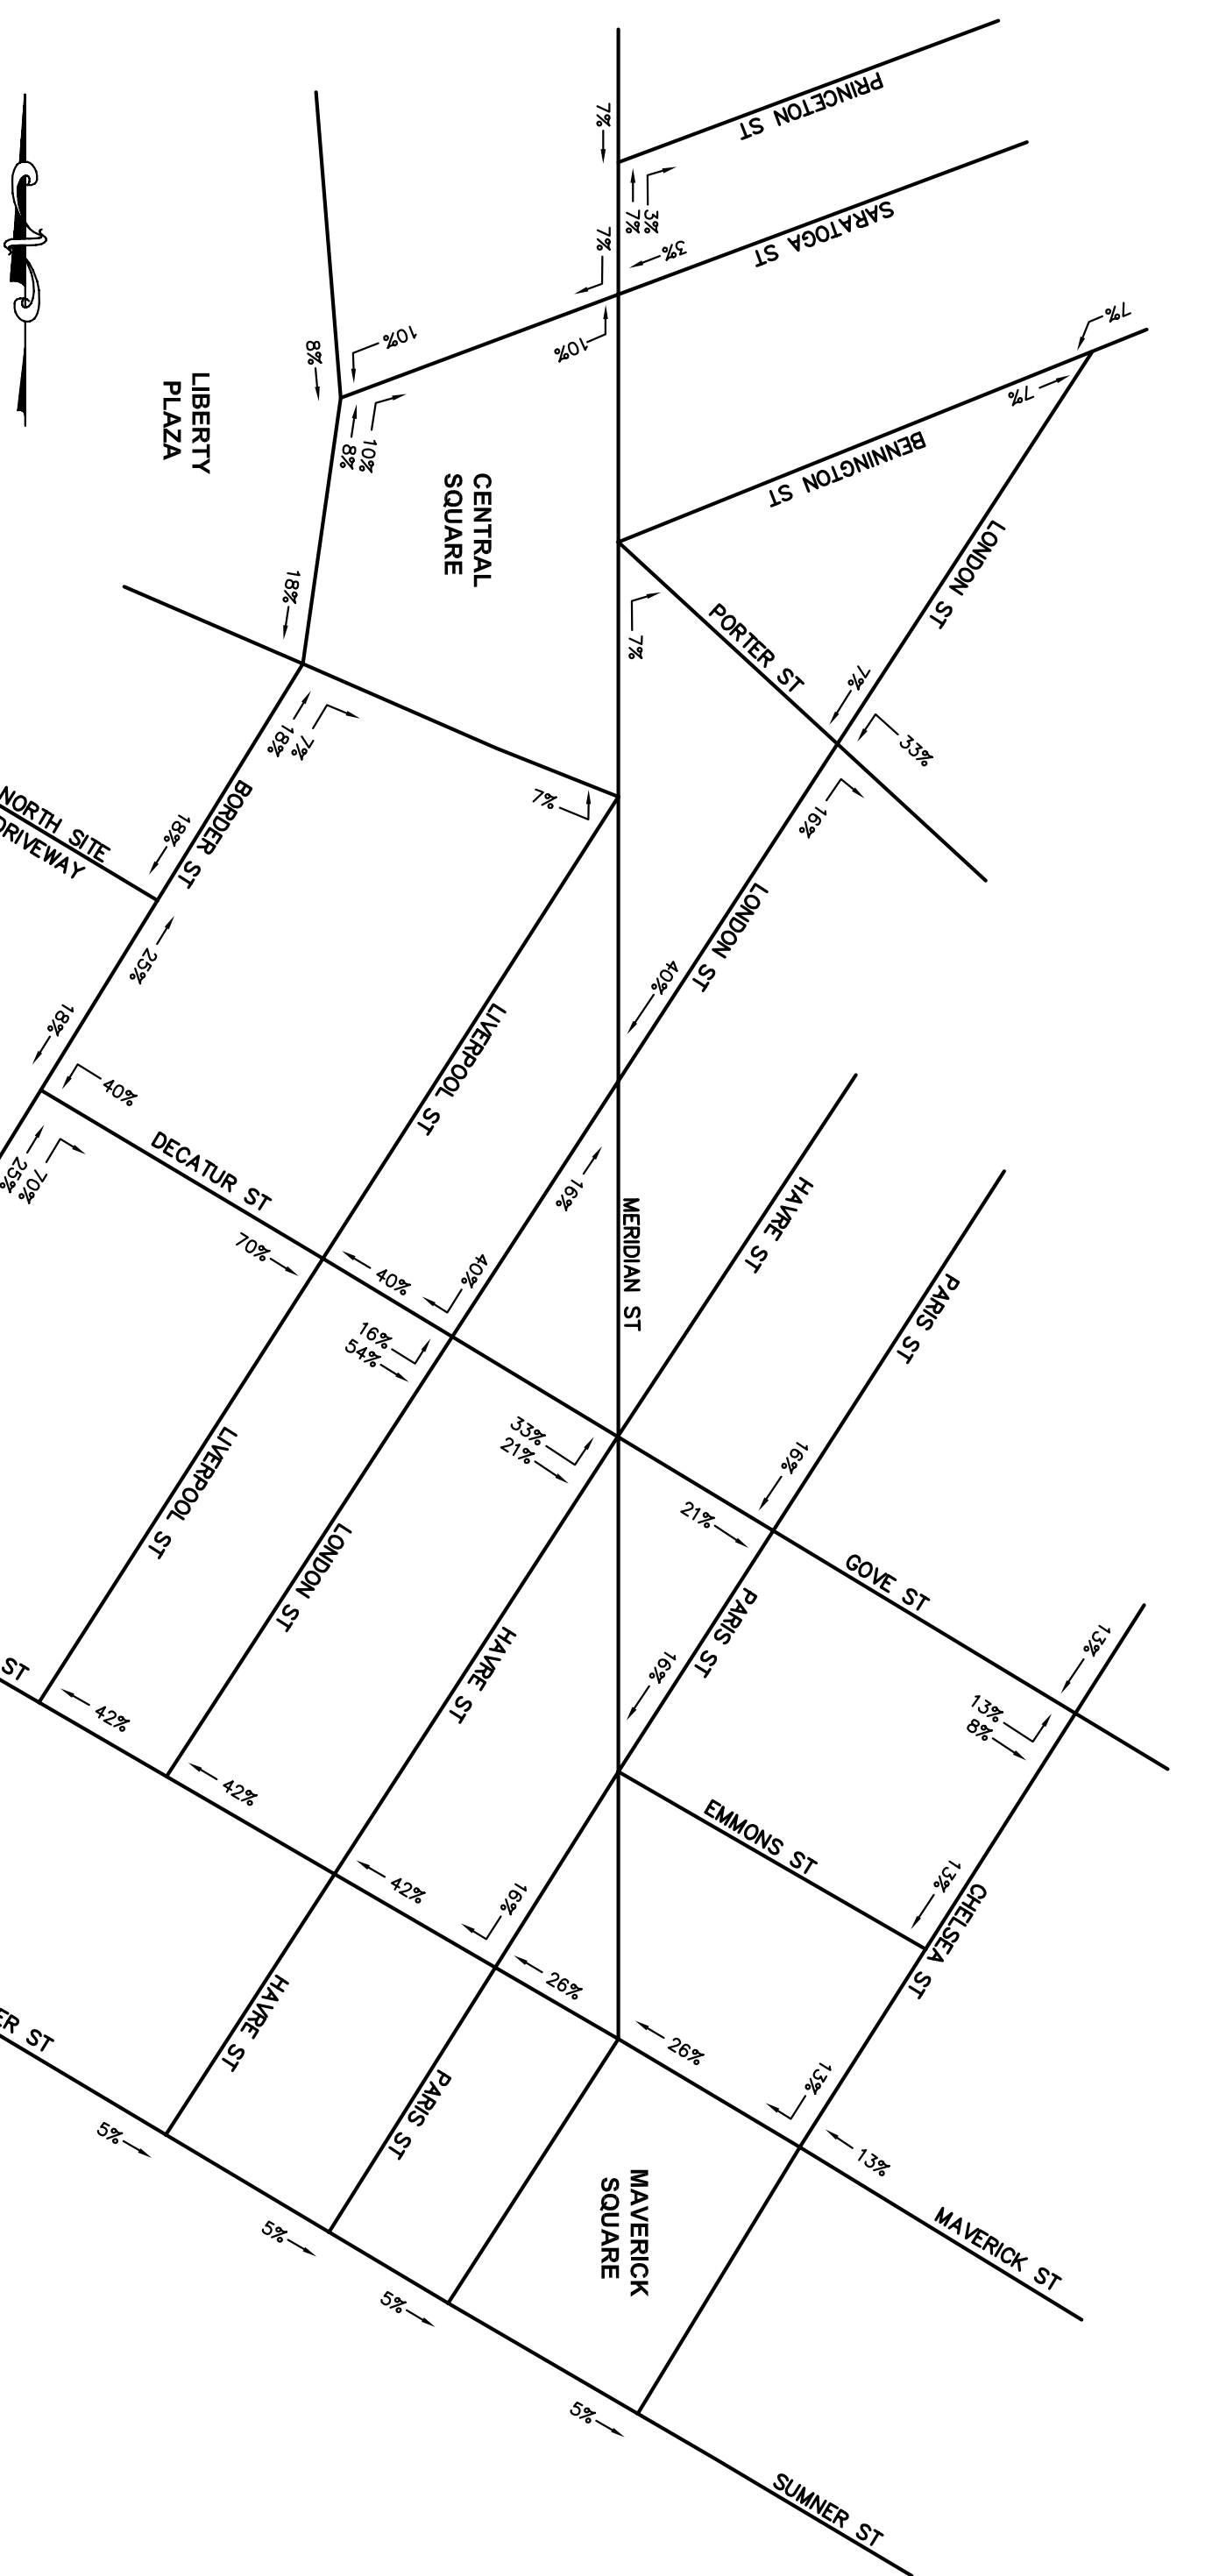 PRINCETON ST
7%
3%
7%
SARATOGA ST
7%
3%
10%
7%
7%
10%
8%
10%
8%
LIBERTY
PLAZA
CENTRAL
SQUARE
BENNINGTON ST
LONDON ST
18%
7%
PORTER ST
7%
33%
18%
7%
7%
16%
BORDER ST
18%
NORTH SITE
DRIVEWAY
LONDON ST
25%
40%
18%
LIVERPOOL ST
40%
DECATUR ST
25%
70%
16%
MERIDIAN ST
HAVRE ST
70%
40%
40%
PARIS ST
16%
54%
33%
21%
16%
21%
LIVERPOOL ST
LONDON ST
GOVE ST
HAVRE ST
PARIS ST
16%
13%
13%
8%
ST
42%
42%
EMMONS ST
42%
16%
13%
CHELSEA ST
26%
HAVRE ST
26%
ER ST
PARIS ST
13%
13%
5%
MAVERICK
SQUARE
MAVERICK ST
5%
5%
5%
SUMNER ST